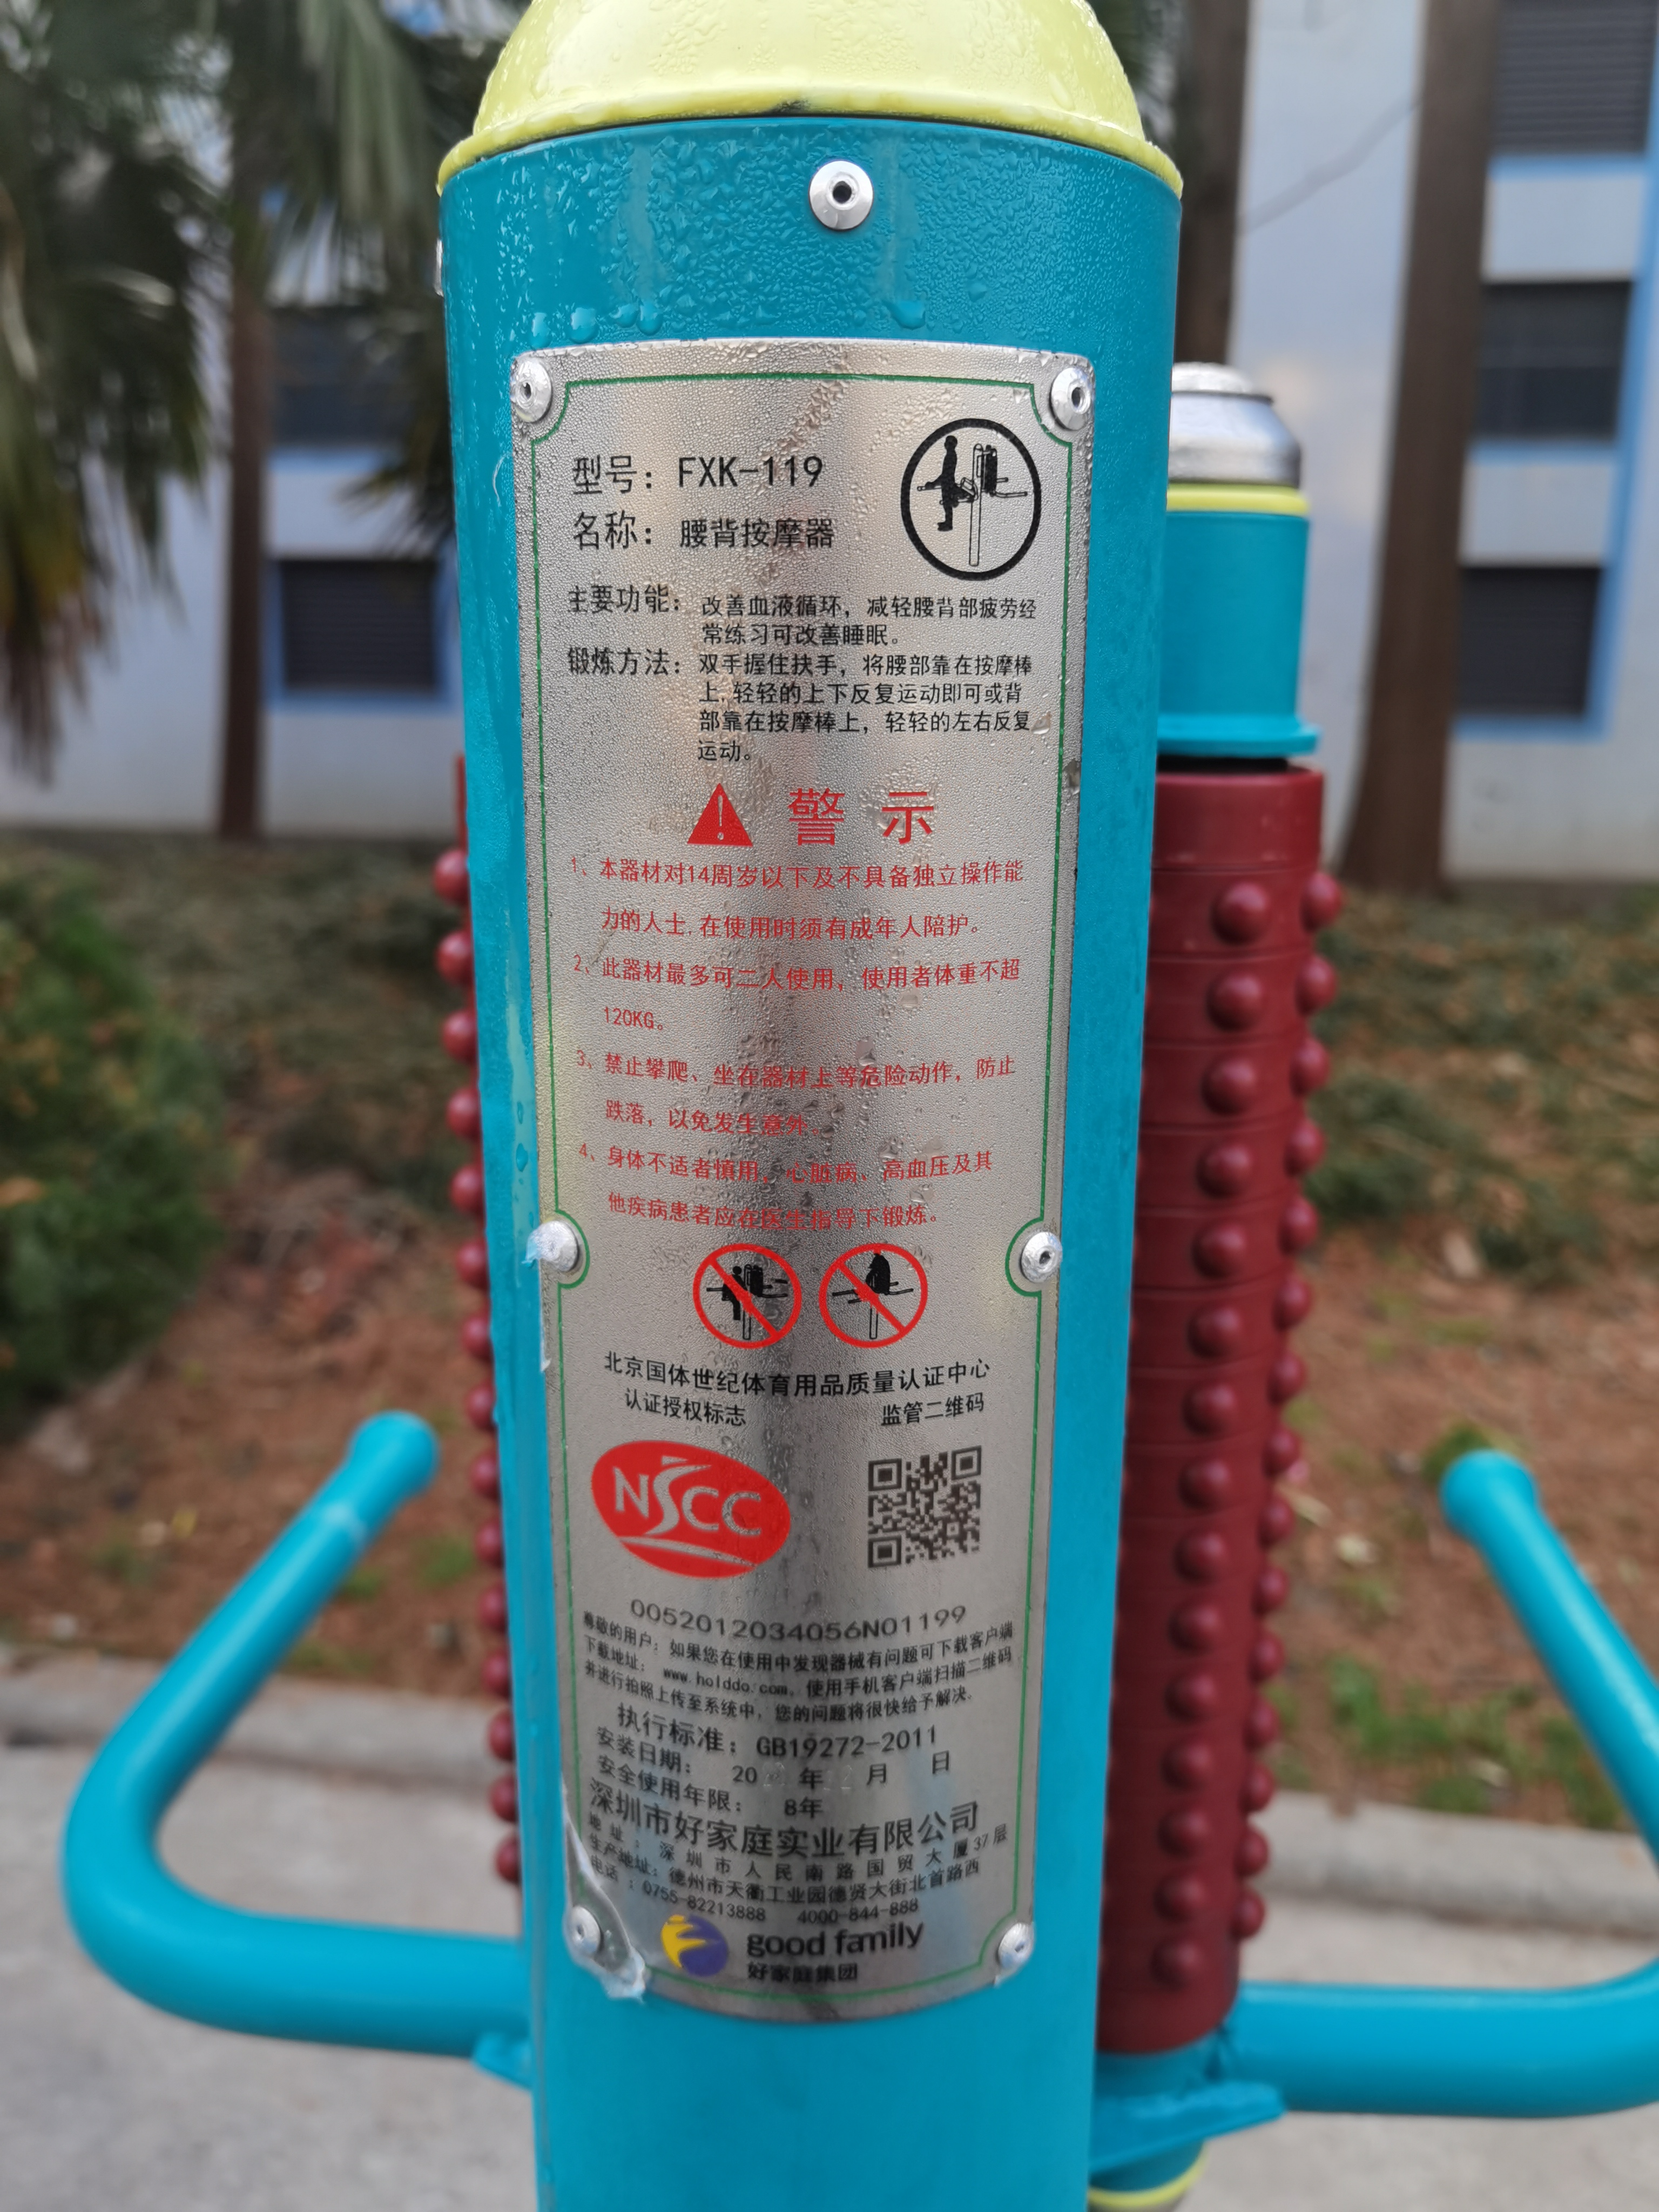 型号：FXK-119
名称：腰背按摩器
主要功能：改善血液循环，减轻腰背部疲劳经
常练习可改善睡眠。
锻炼方法：双手握住扶手，将腰部靠在按摩棒
上.轻轻的上下反复运动即可或背
部靠在按摩棒上，轻轻的左右反复
运动。
警示
1、本器材对14周岁以下及不具备独立操作能
力的人士.在使用时须有成年人陪护。
2、此器材最多可二人使用，使用者体重不超
120KG。
3、禁止攀爬、坐在器材上等危险动作，防止
跌落，以免发生意外。
4、身体不适者慎用，心脏病、高血压及其
他疾病患者应在医生指导下锻炼。
北京国体世纪体育用品质量认证中心
认证授权标志 监管二维码
NSCC
0052012034056N01199
尊敬的用户：如果您在使用中发现器械有问题可下载客户端
下载地址：www.holddo.com，使用手机客户端扫描二维码
并进行拍照上传至系统中，您的问题将很快给予解决.
执行标准：GB19272-2011
安装日期：20 年 月 日
安全使用年限：8年
深圳市好家庭实业有限公司
地址：深圳市人民南路国贸大厦37层
生产地址：德州市天衢工业园德贤大街北首路西
电话：0755-82213888 4000-844-888
good family
好家庭集团